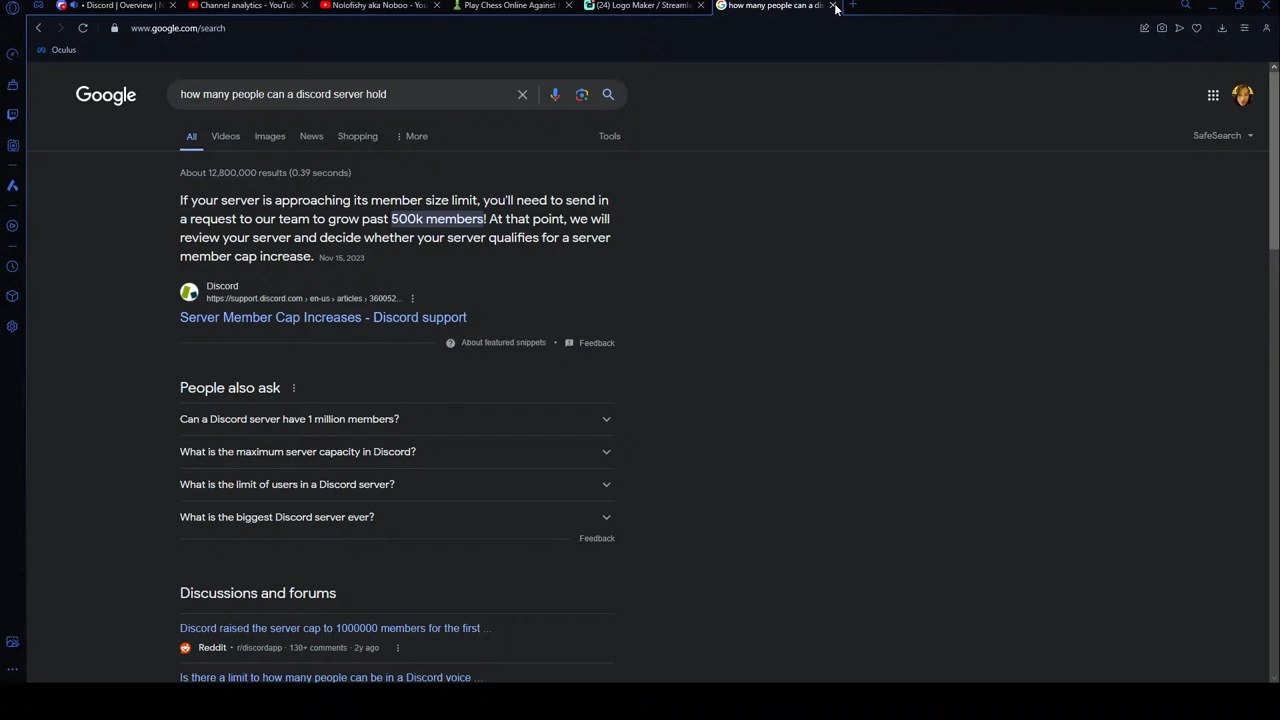 Discord | Overview | N
Channel analytics - YouTub
Nolofishy aka Noboo - You
Play Chess Online Against
(24) Logo Maker / Streamla
how many people can a dis
www.google.com/search
Oculus
Google
how many people can a discord server hold
All
Videos
Images
News
Shopping
More
Tools
SafeSearch
About 12,800,000 results (0.39 seconds)
If your server is approaching its member size limit, you'll need to send in
a request to our team to grow past 500k members! At that point, we will
review your server and decide whether your server qualifies for a server
member cap increase. Nov 15, 2023
Discord
https://support.discord.com › en-us › articles › 360052...
Server Member Cap Increases - Discord support
About featured snippets • Feedback
People also ask
Can a Discord server have 1 million members?
What is the maximum server capacity in Discord?
What is the limit of users in a Discord server?
What is the biggest Discord server ever?
Feedback
Discussions and forums
Discord raised the server cap to 1000000 members for the first ...
Reddit · r/discordapp · 130+ comments · 2y ago
Is there a limit to how many people can be in a Discord voice ...